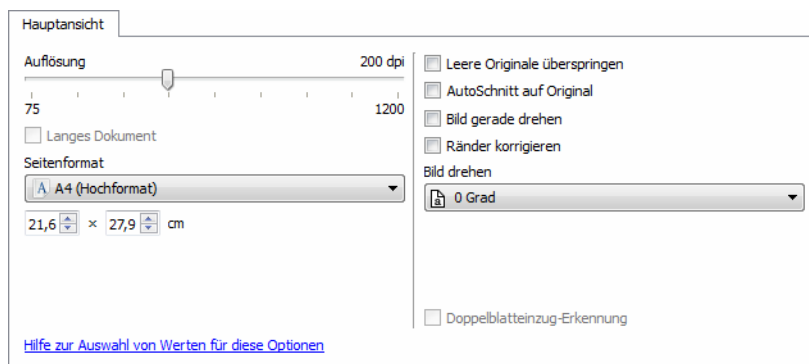 Hauptansicht
Auflösung 200 dpi
75 1200
Langes Dokument
Seitenformat
A4 (Hochformat)
21,6 × 27,9 cm
Hilfe zur Auswahl von Werten für diese Optionen
Leere Originale überspringen
AutoSchnitt auf Original
Bild gerade drehen
Ränder korrigieren
Bild drehen
0 Grad
Doppelblatteinzug-Erkennung